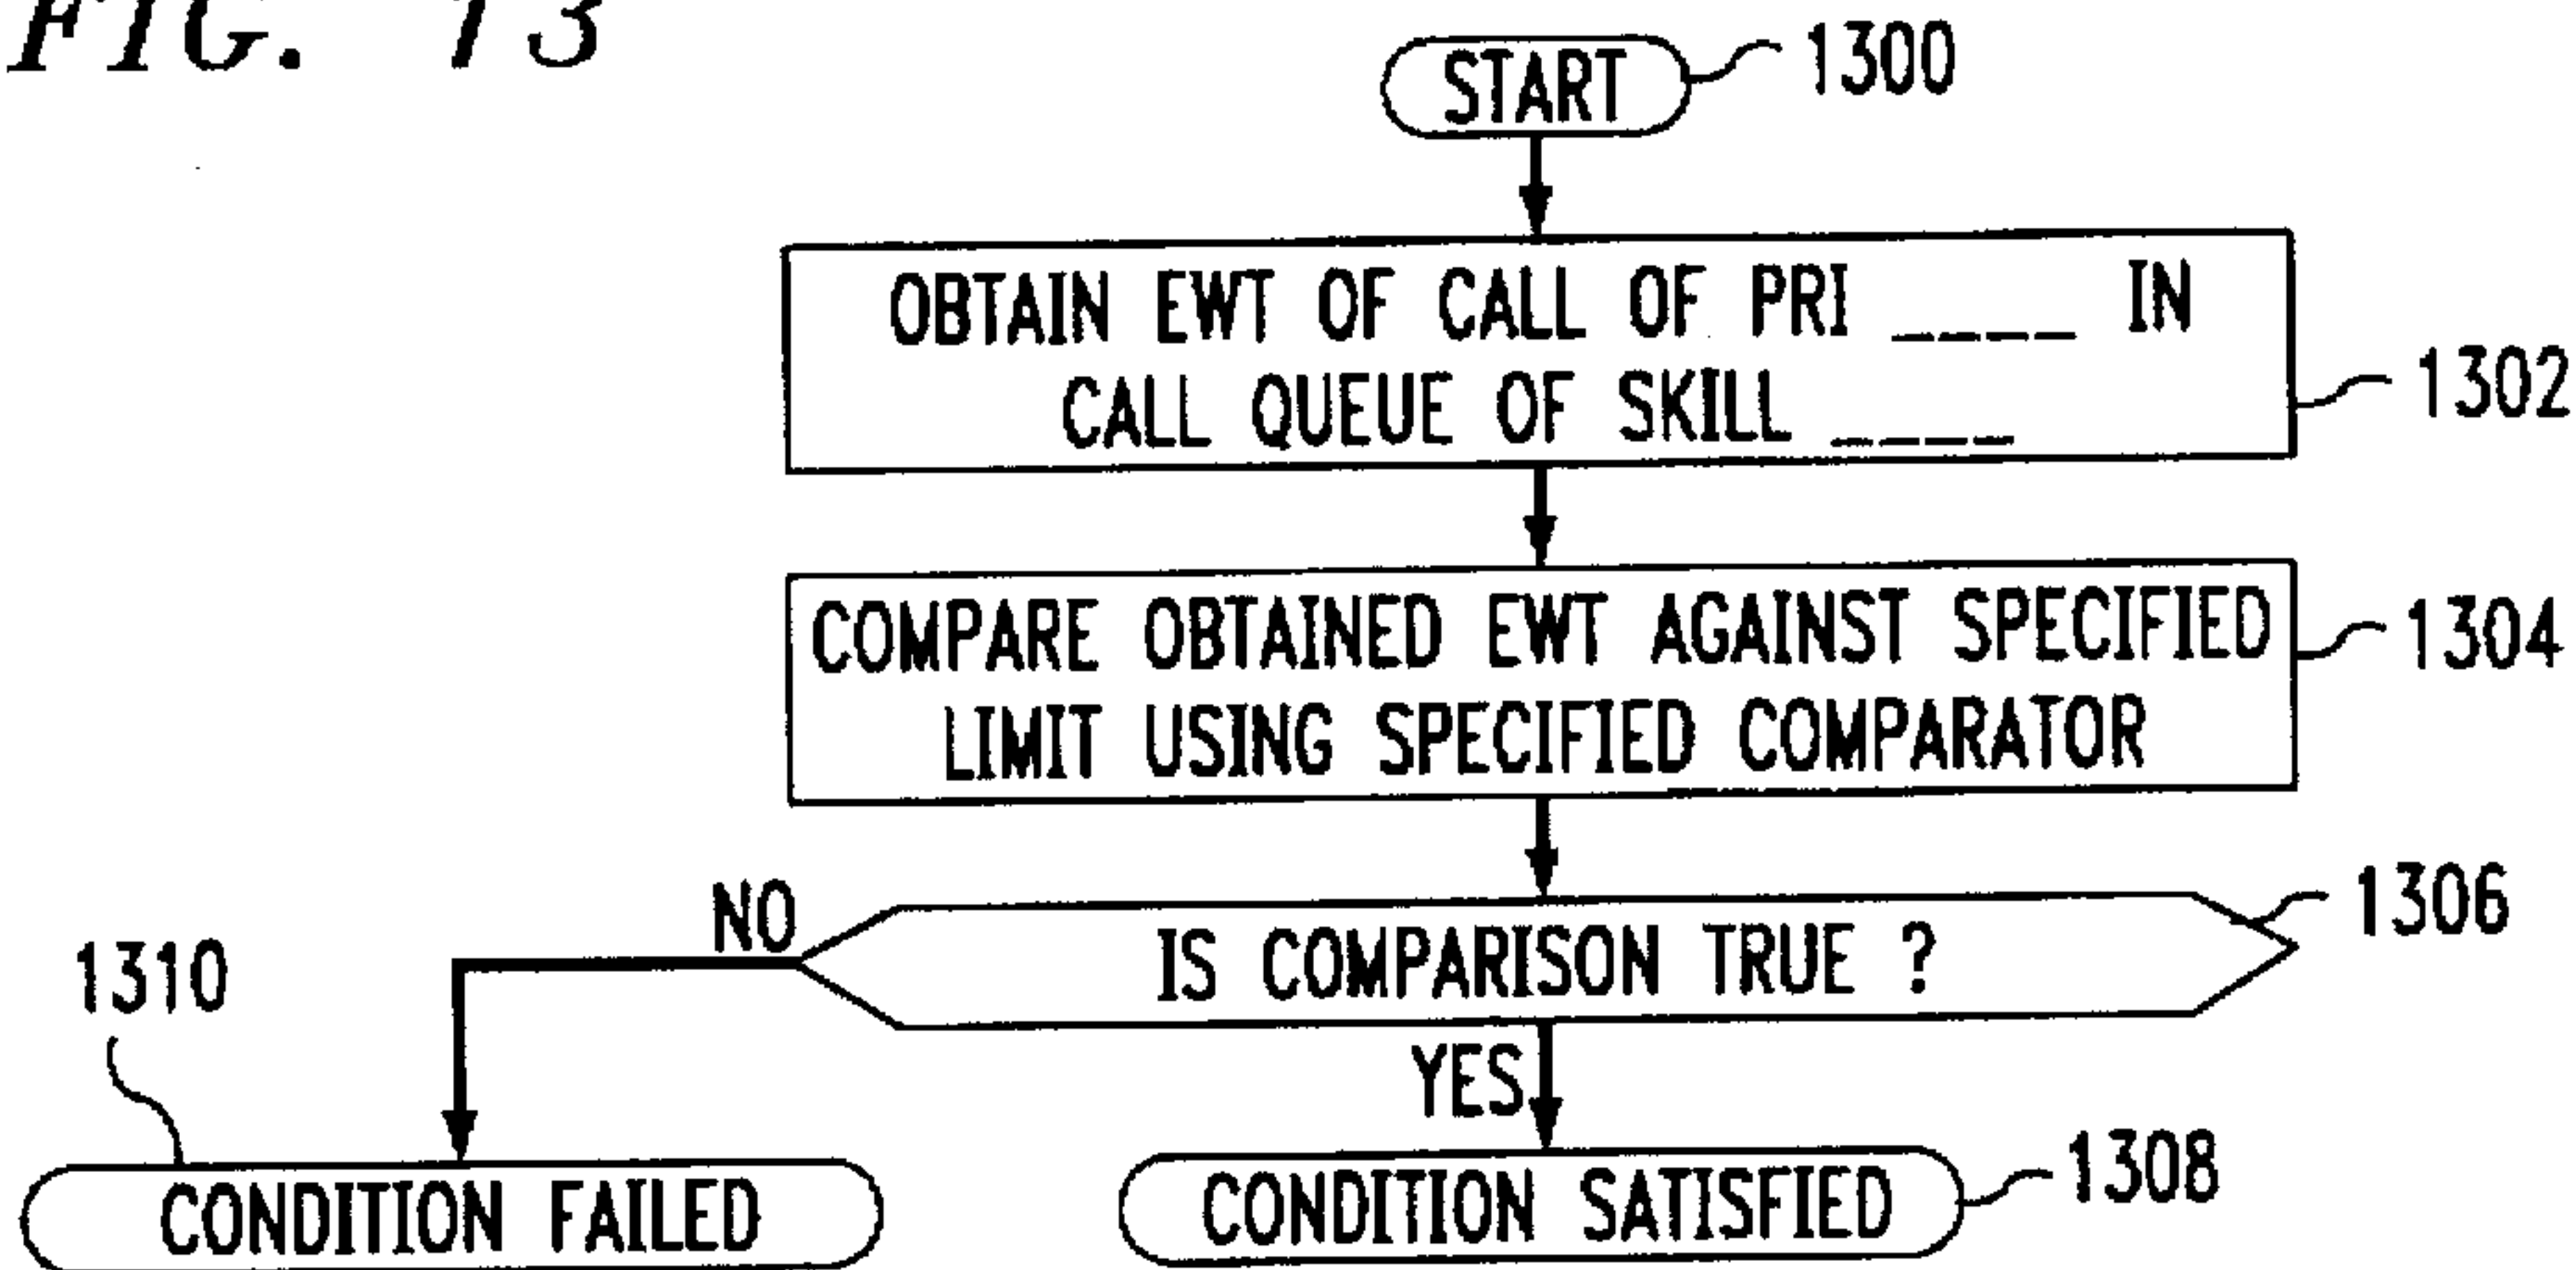 FIG. 13
START
1300
OBTAIN EWT OF CALL OF PRI ____ IN
CALL QUEUE OF SKILL ____
1302
COMPARE OBTAINED EWT AGAINST SPECIFIED
LIMIT USING SPECIFIED COMPARATOR
1304
IS COMPARISON TRUE ?
1306
NO
YES
1310
CONDITION FAILED
CONDITION SATISFIED
1308